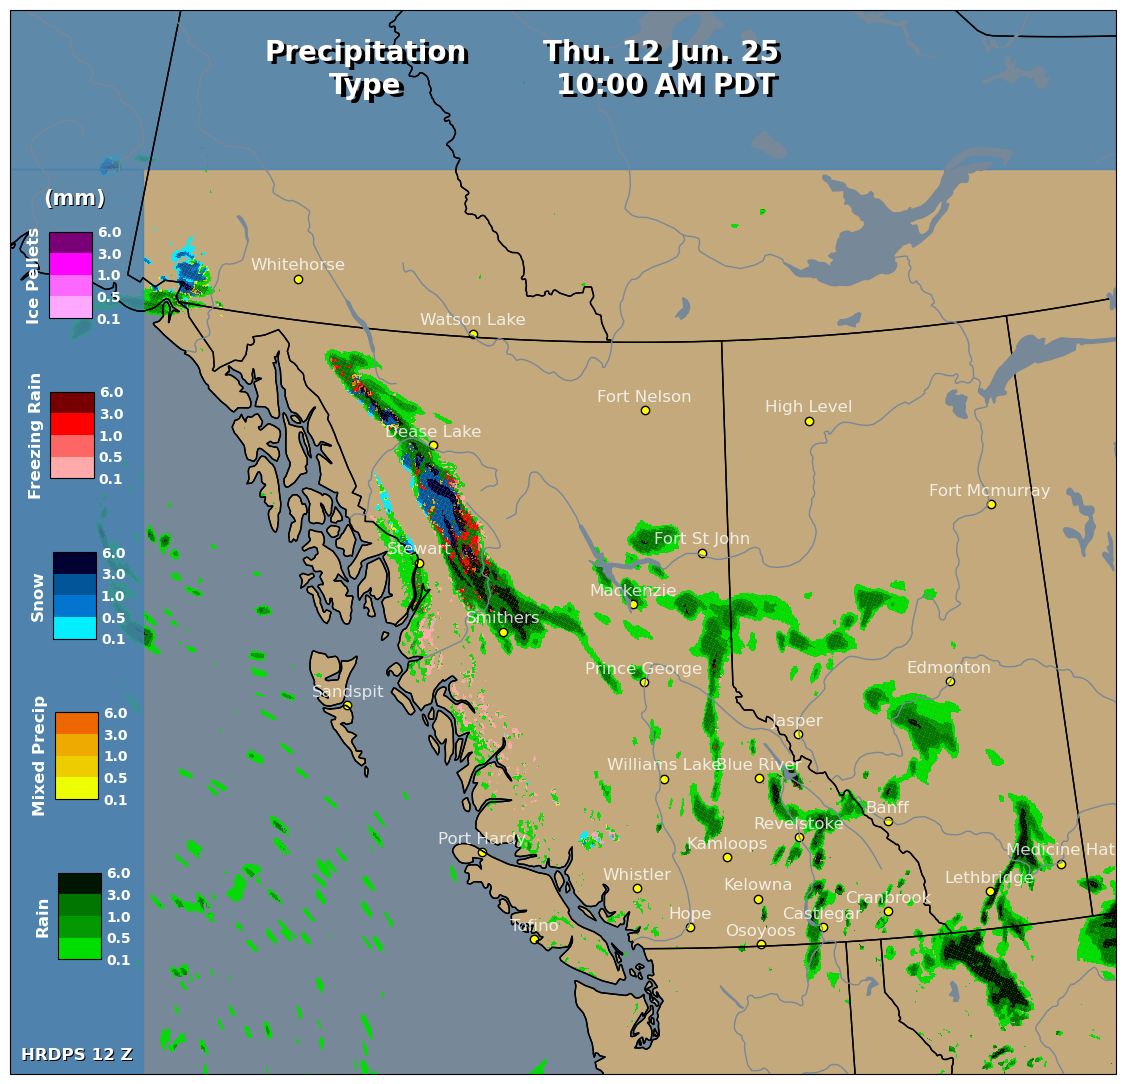 Precipitation
Type
Thu. 12 Jun. 25
10:00 AM PDT
(mm)
Ice Pellets
6.0
3.0
1.0
0.5
0.1
Freezing Rain
6.0
3.0
1.0
0.5
0.1
Snow
6.0
3.0
1.0
0.5
0.1
Mixed Precip
6.0
3.0
1.0
0.5
0.1
Rain
6.0
3.0
1.0
0.5
0.1
HRDPS 12 Z
Whitehorse
Watson Lake
Fort Nelson
High Level
Dease Lake
Fort Mcmurray
Fort St John
Stewart
Mackenzie
Smithers
Prince George
Edmonton
Sandspit
Jasper
Williams Lake
Blue River
Banff
Revelstoke
Port Hardy
Kamloops
Medicine Hat
Whistler
Lethbridge
Kelowna
Cranbrook
Hope
Castlegar
Tofino
Osoyoos